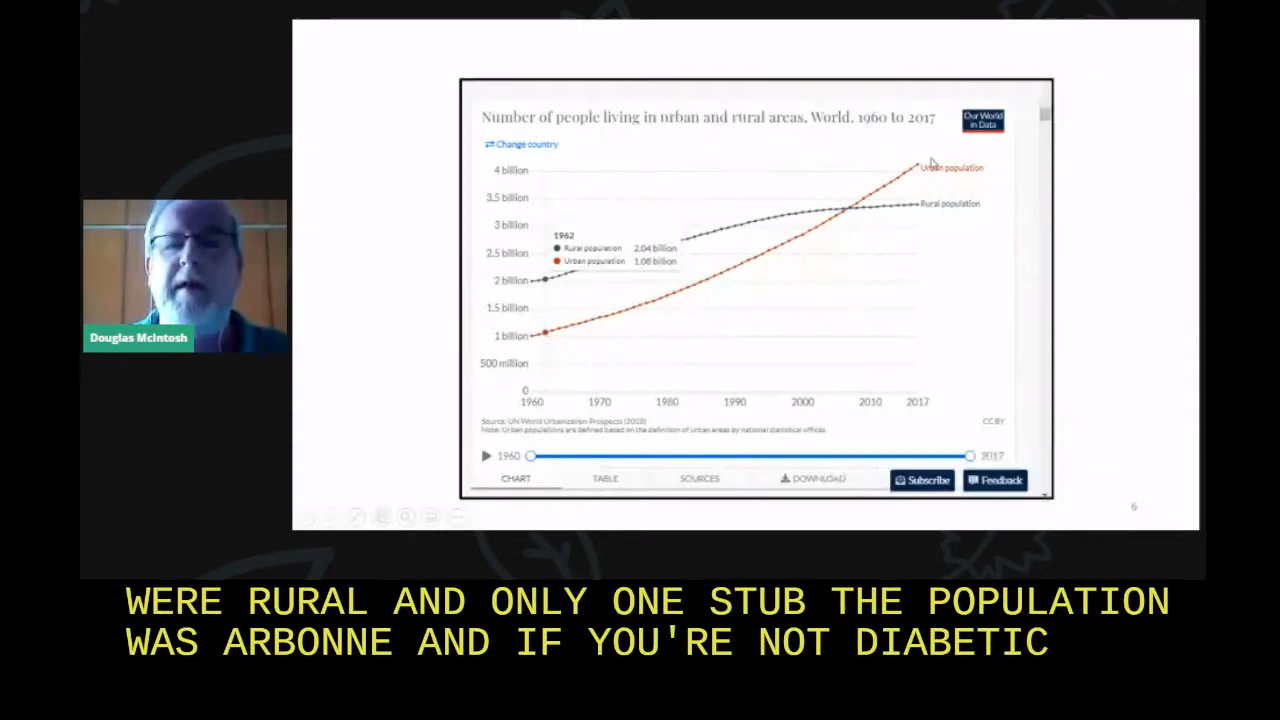 Number of people living in urban and rural areas, World, 1960 to 2017
Our World
in Data
Change country
4 billion
3.5 billion
3 billion
2.5 billion
2 billion
1.5 billion
1 billion
500 million
0
1960 1970 1980 1990 2000 2010 2017
Urban population
Rural population
1962
Rural population 2.04 billion
Urban population 1.06 billion
Source: UN World Urbanization Prospects (2018)
Note: Urban populations are defined based on the definition of urban areas by national statistical offices.
CC BY
1960 2017
CHART TABLE SOURCES DOWNLOAD Subscribe Feedback
6
Douglas McIntosh
WERE RURAL AND ONLY ONE STUB THE POPULATION
WAS ARBONNE AND IF YOU'RE NOT DIABETIC